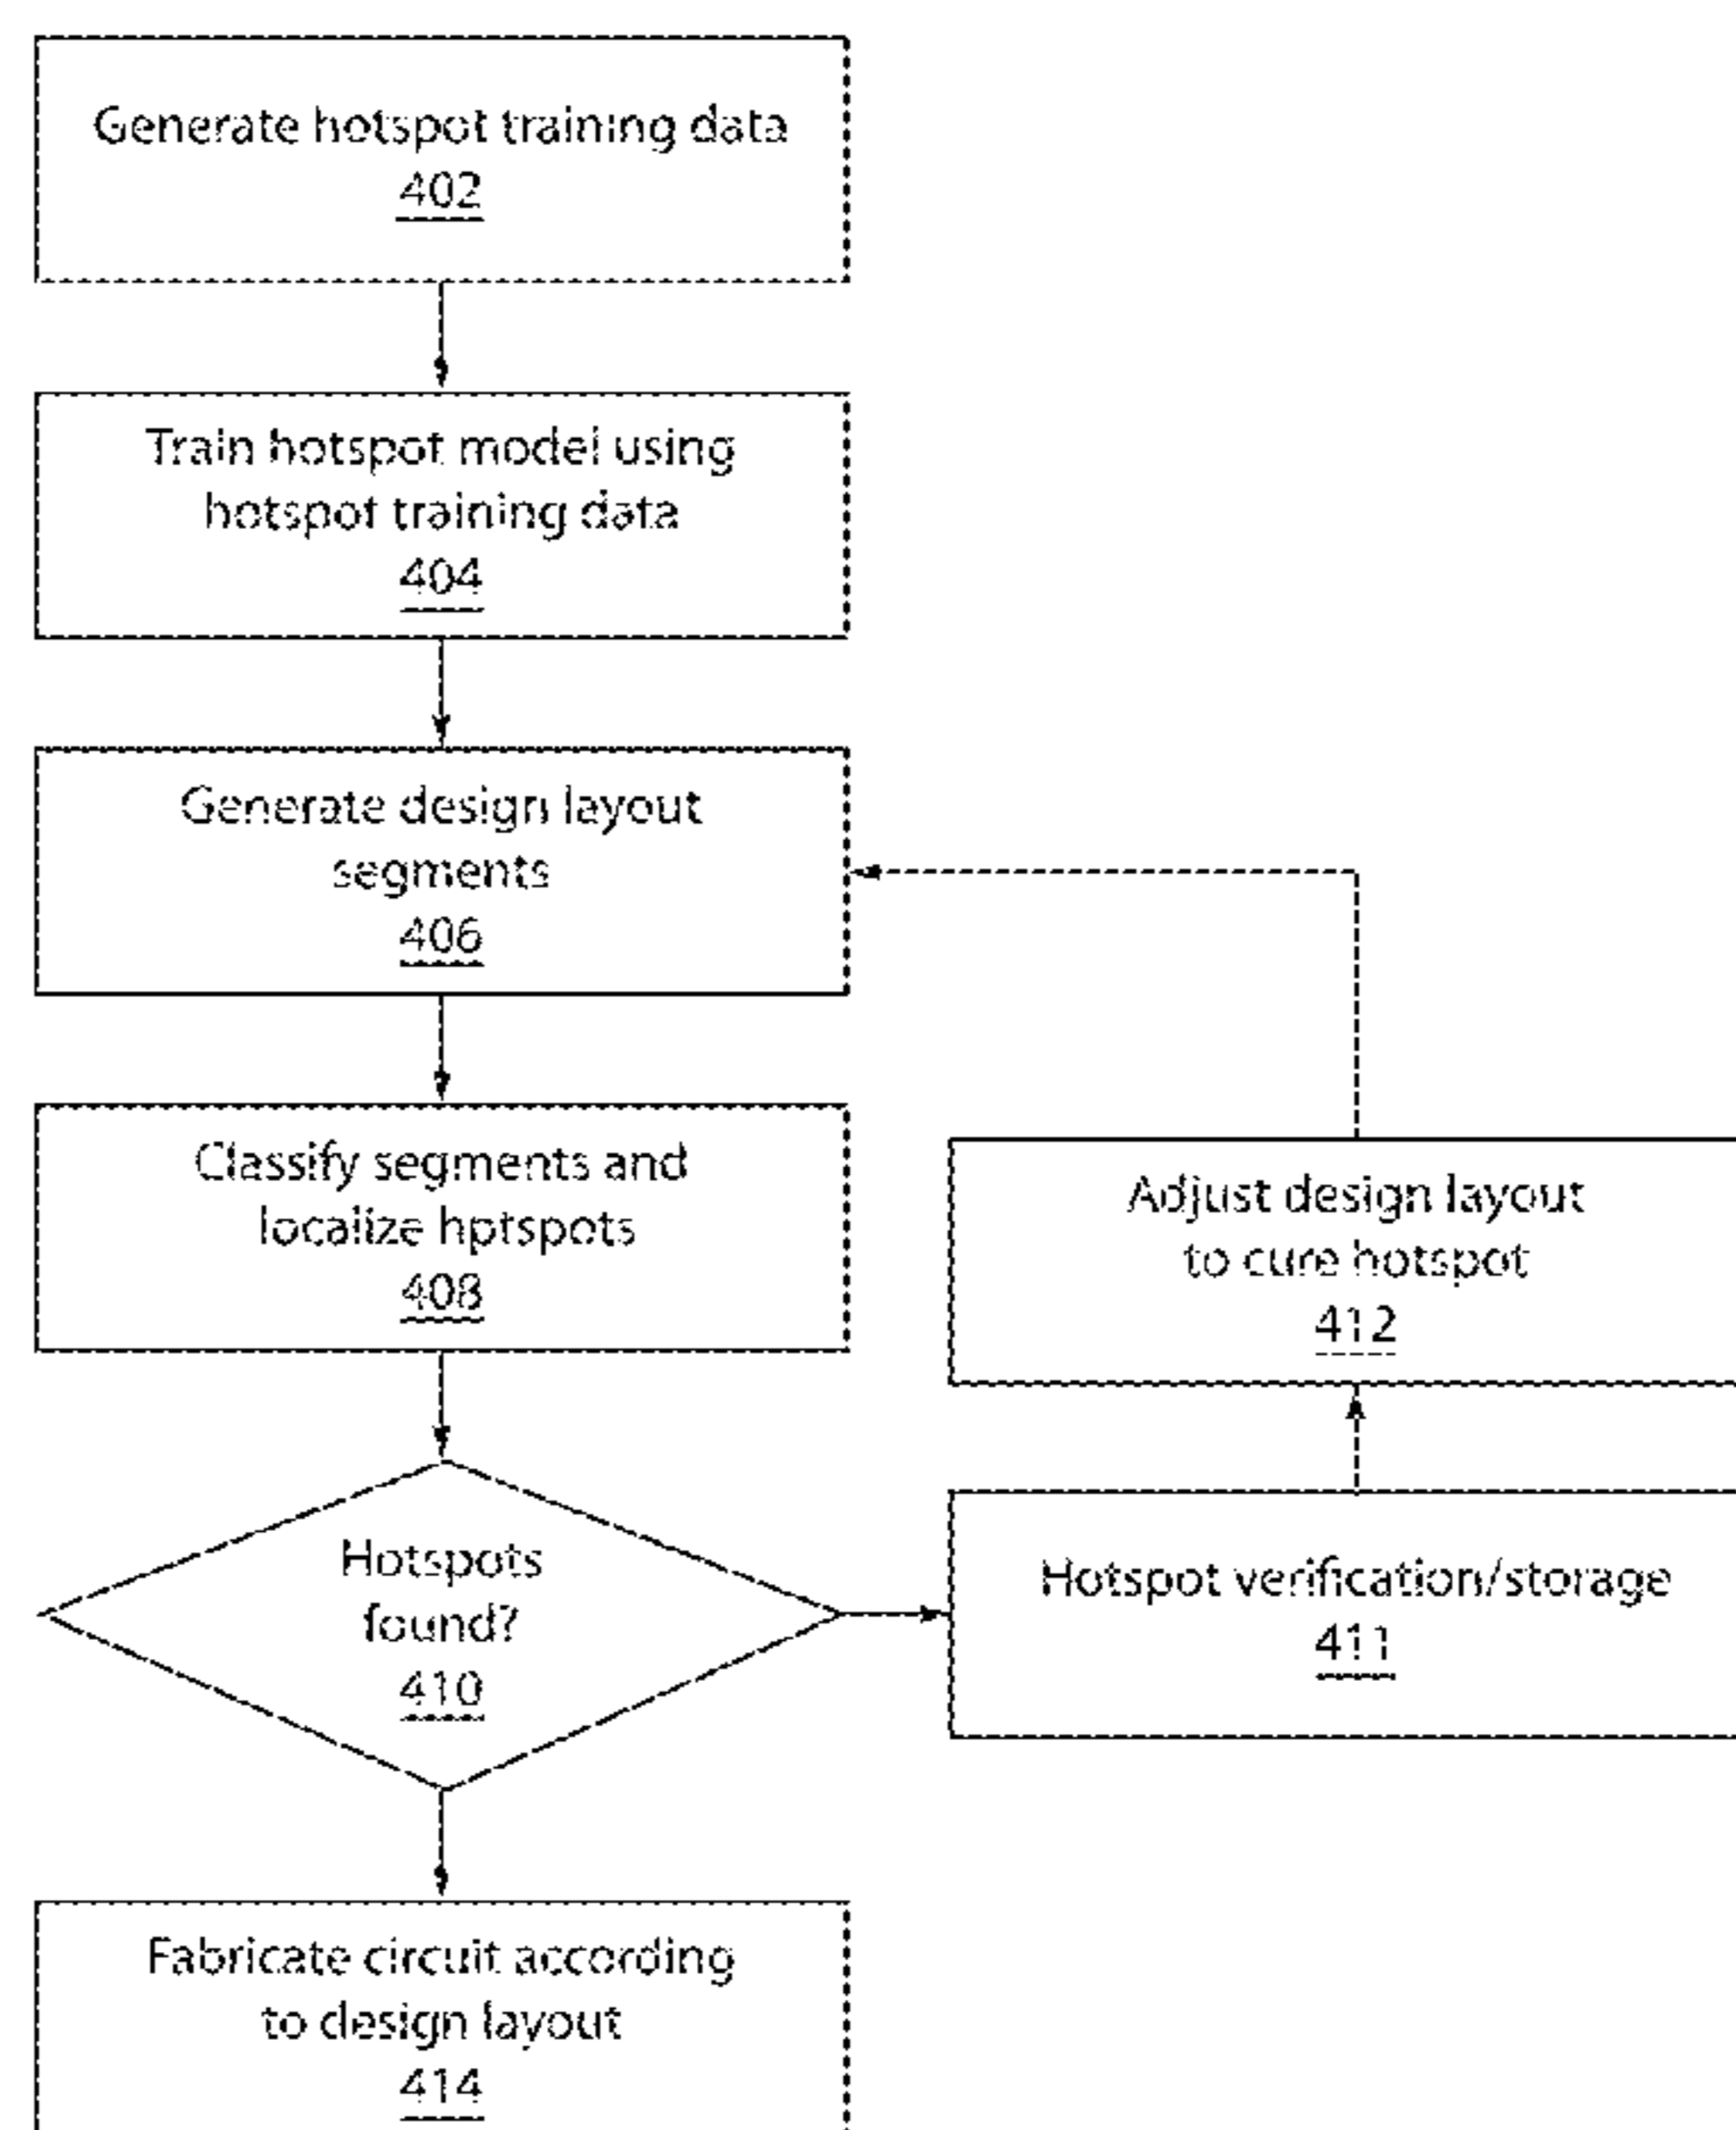 Generate hotspot training data
402
Train hotspot model using
hotspot training data
404
Generate design layout
segments
406
Classify segments and
localize hotspots
408
Adjust design layout
to cure hotspot
412
Hotspots
found?
410
Hotspot verification/storage
411
Fabricate circuit according
to design layout
414